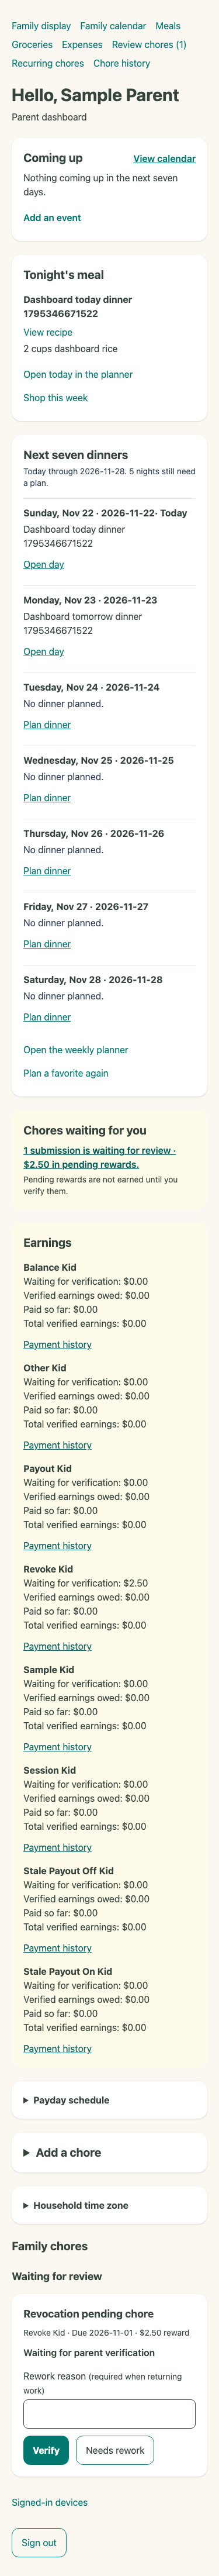 Family display Family calendar Meals
Groceries Expenses Review chores (1)
Recurring chores Chore history
Hello, Sample Parent
Parent dashboard
Coming up View calendar
Nothing coming up in the next seven
days.
Add an event
Tonight's meal
Dashboard today dinner
1795346671522
View recipe
2 cups dashboard rice
Open today in the planner
Shop this week
Next seven dinners
Today through 2026-11-28. 5 nights still need
a plan.
Sunday, Nov 22 · 2026-11-22· Today
Dashboard today dinner
1795346671522
Open day
Monday, Nov 23 · 2026-11-23
Dashboard tomorrow dinner
1795346671522
Open day
Tuesday, Nov 24 · 2026-11-24
No dinner planned.
Plan dinner
Wednesday, Nov 25 · 2026-11-25
No dinner planned.
Plan dinner
Thursday, Nov 26 · 2026-11-26
No dinner planned.
Plan dinner
Friday, Nov 27 · 2026-11-27
No dinner planned.
Plan dinner
Saturday, Nov 28 · 2026-11-28
No dinner planned.
Plan dinner
Open the weekly planner
Plan a favorite again
Chores waiting for you
1 submission is waiting for review ·
$2.50 in pending rewards.
Pending rewards are not earned until you
verify them.
Earnings
Balance Kid
Waiting for verification: $0.00
Verified earnings owed: $0.00
Paid so far: $0.00
Total verified earnings: $0.00
Payment history
Other Kid
Waiting for verification: $0.00
Verified earnings owed: $0.00
Paid so far: $0.00
Total verified earnings: $0.00
Payment history
Payout Kid
Waiting for verification: $0.00
Verified earnings owed: $0.00
Paid so far: $0.00
Total verified earnings: $0.00
Payment history
Revoke Kid
Waiting for verification: $2.50
Verified earnings owed: $0.00
Paid so far: $0.00
Total verified earnings: $0.00
Payment history
Sample Kid
Waiting for verification: $0.00
Verified earnings owed: $0.00
Paid so far: $0.00
Total verified earnings: $0.00
Payment history
Session Kid
Waiting for verification: $0.00
Verified earnings owed: $0.00
Paid so far: $0.00
Total verified earnings: $0.00
Payment history
Stale Payout Off Kid
Waiting for verification: $0.00
Verified earnings owed: $0.00
Paid so far: $0.00
Total verified earnings: $0.00
Payment history
Stale Payout On Kid
Waiting for verification: $0.00
Verified earnings owed: $0.00
Paid so far: $0.00
Total verified earnings: $0.00
Payment history
Payday schedule
Add a chore
Household time zone
Family chores
Waiting for review
Revocation pending chore
Revoke Kid · Due 2026-11-01 · $2.50 reward
Waiting for parent verification
Rework reason (required when returning
work)
Verify Needs rework
Signed-in devices
Sign out